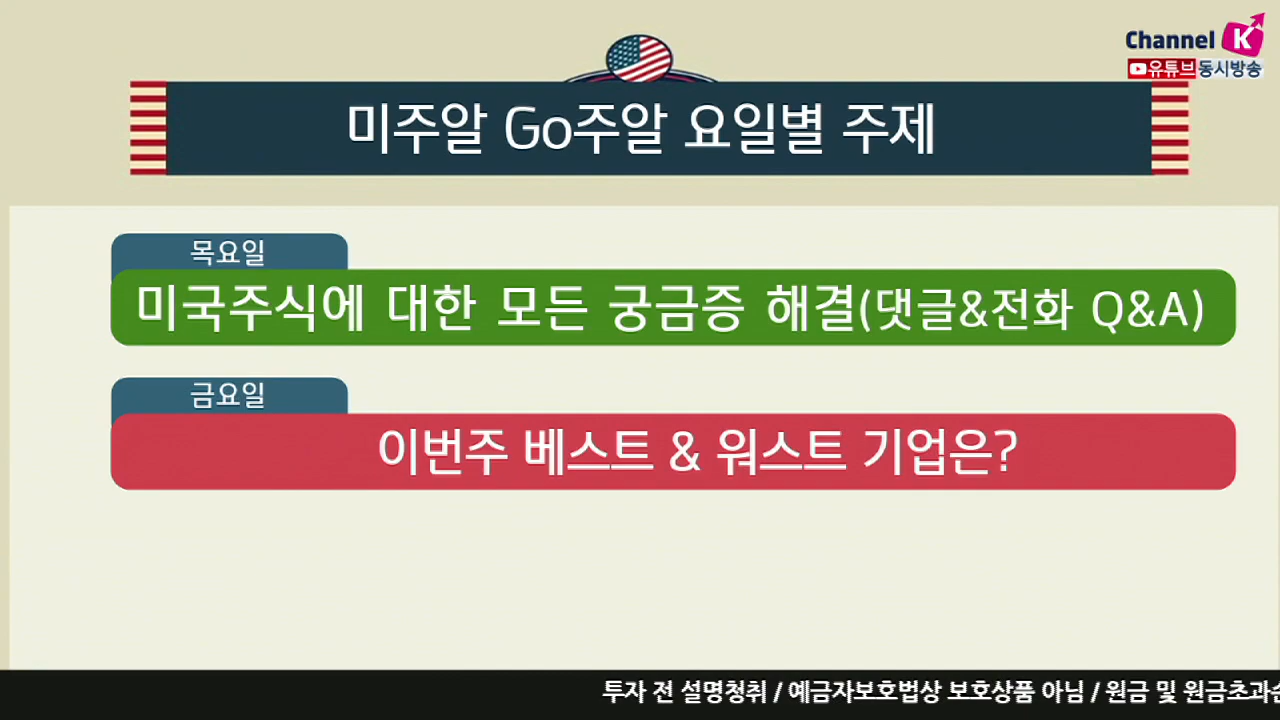 Channel K
유튜브동시방송
미주알 Go주알 요일별 주제
목요일
미국주식에 대한 모든 궁금증 해결(댓글&전화 Q&A)
금요일
이번주 베스트 & 워스트 기업은?
투자 전 설명청취 / 예금자보호법상 보호상품 아님 / 원금 및 원금초과손